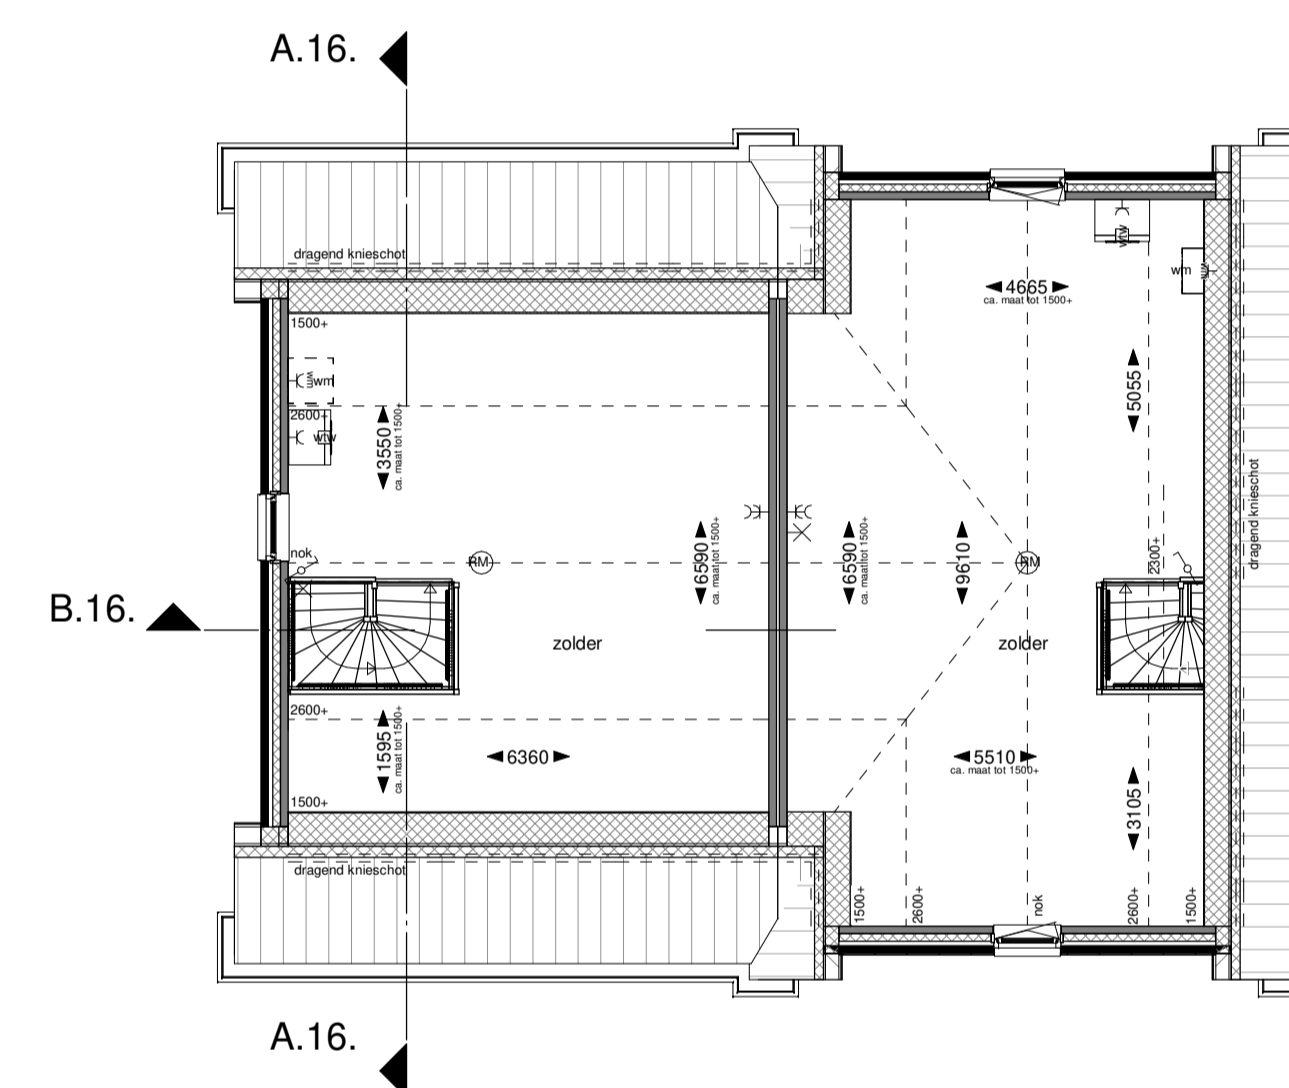 A.16.
dragend knieschot
1500+
wm
wm
2600+
wtw
3550
ca. maat tot 1500+
nok
RM
6590
ca. maat tot 1500+
B.16.
zolder
2600+
1595
ca. maat tot 1500+
6360
1500+
dragend knieschot
A.16.
wtw
wm
4665
ca. maat tot 1500+
5055
6590
ca. maat tot 1500+
9610
RM
2300+
dragend knieschot
zolder
5510
ca. maat tot 1500+
3105
1500+
2600+
nok
2600+
1500+